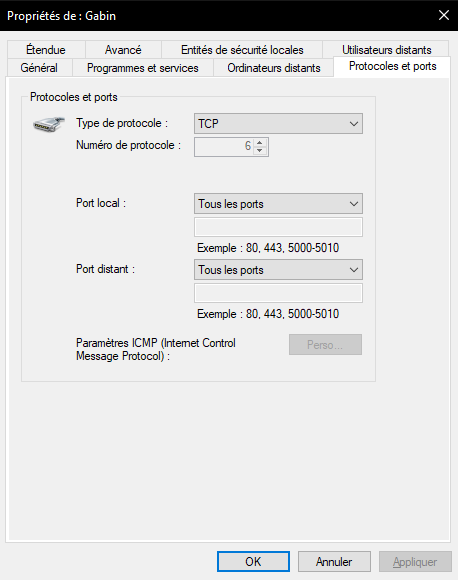 Propriétés de : Gabin
Étendue Avancé Entités de sécurité locales Utilisateurs distants
Général Programmes et services Ordinateurs distants Protocoles et ports
Protocoles et ports
Type de protocole : TCP
Numéro de protocole : 6
Port local : Tous les ports
Exemple : 80, 443, 5000-5010
Port distant : Tous les ports
Exemple : 80, 443, 5000-5010
Paramètres ICMP (Internet Control Perso...
Message Protocol) :
OK Annuler Appliquer